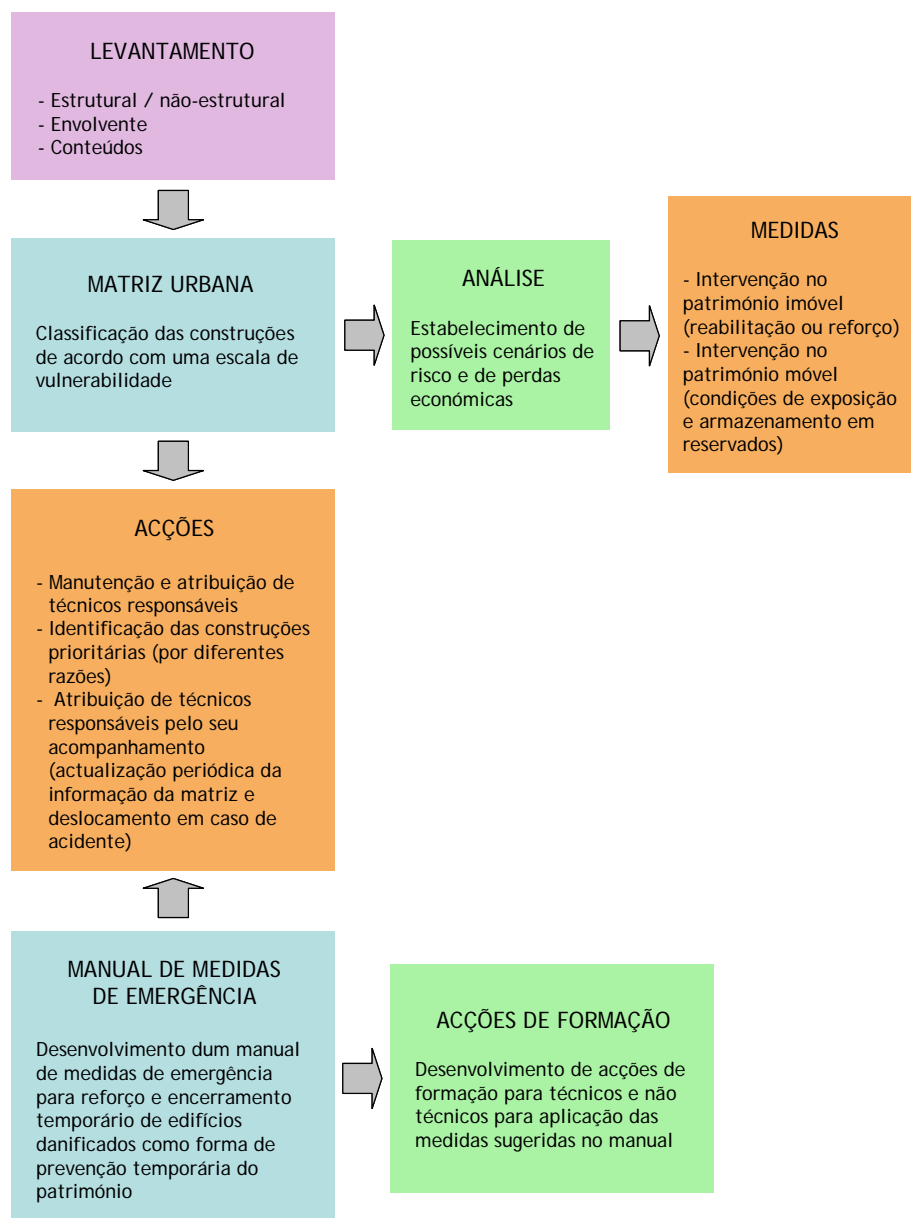 LEVANTAMENTO
- Estrutural / não-estrutural
- Envolvente
- Conteúdos
MATRIZ URBANA
Classificação das construções
de acordo com uma escala de
vulnerabilidade
ANÁLISE
Estabelecimento de
possíveis cenários de
risco e de perdas
económicas
MEDIDAS
- Intervenção no
património imóvel
(reabilitação ou reforço)
- Intervenção no
património móvel
(condições de exposição
e armazenamento em
reservados)
ACÇÕES
- Manutenção e atribuição de
técnicos responsáveis
- Identificação das construções
prioritárias (por diferentes
razões)
- Atribuição de técnicos
responsáveis pelo seu
acompanhamento
(actualização periódica da
informação da matriz e
deslocamento em caso de
acidente)
MANUAL DE MEDIDAS
DE EMERGÊNCIA
Desenvolvimento dum manual
de medidas de emergência
para reforço e encerramento
temporário de edifícios
danificados como forma de
prevenção temporária do
património
ACÇÕES DE FORMAÇÃO
Desenvolvimento de acções de
formação para técnicos e não
técnicos para aplicação das
medidas sugeridas no manual